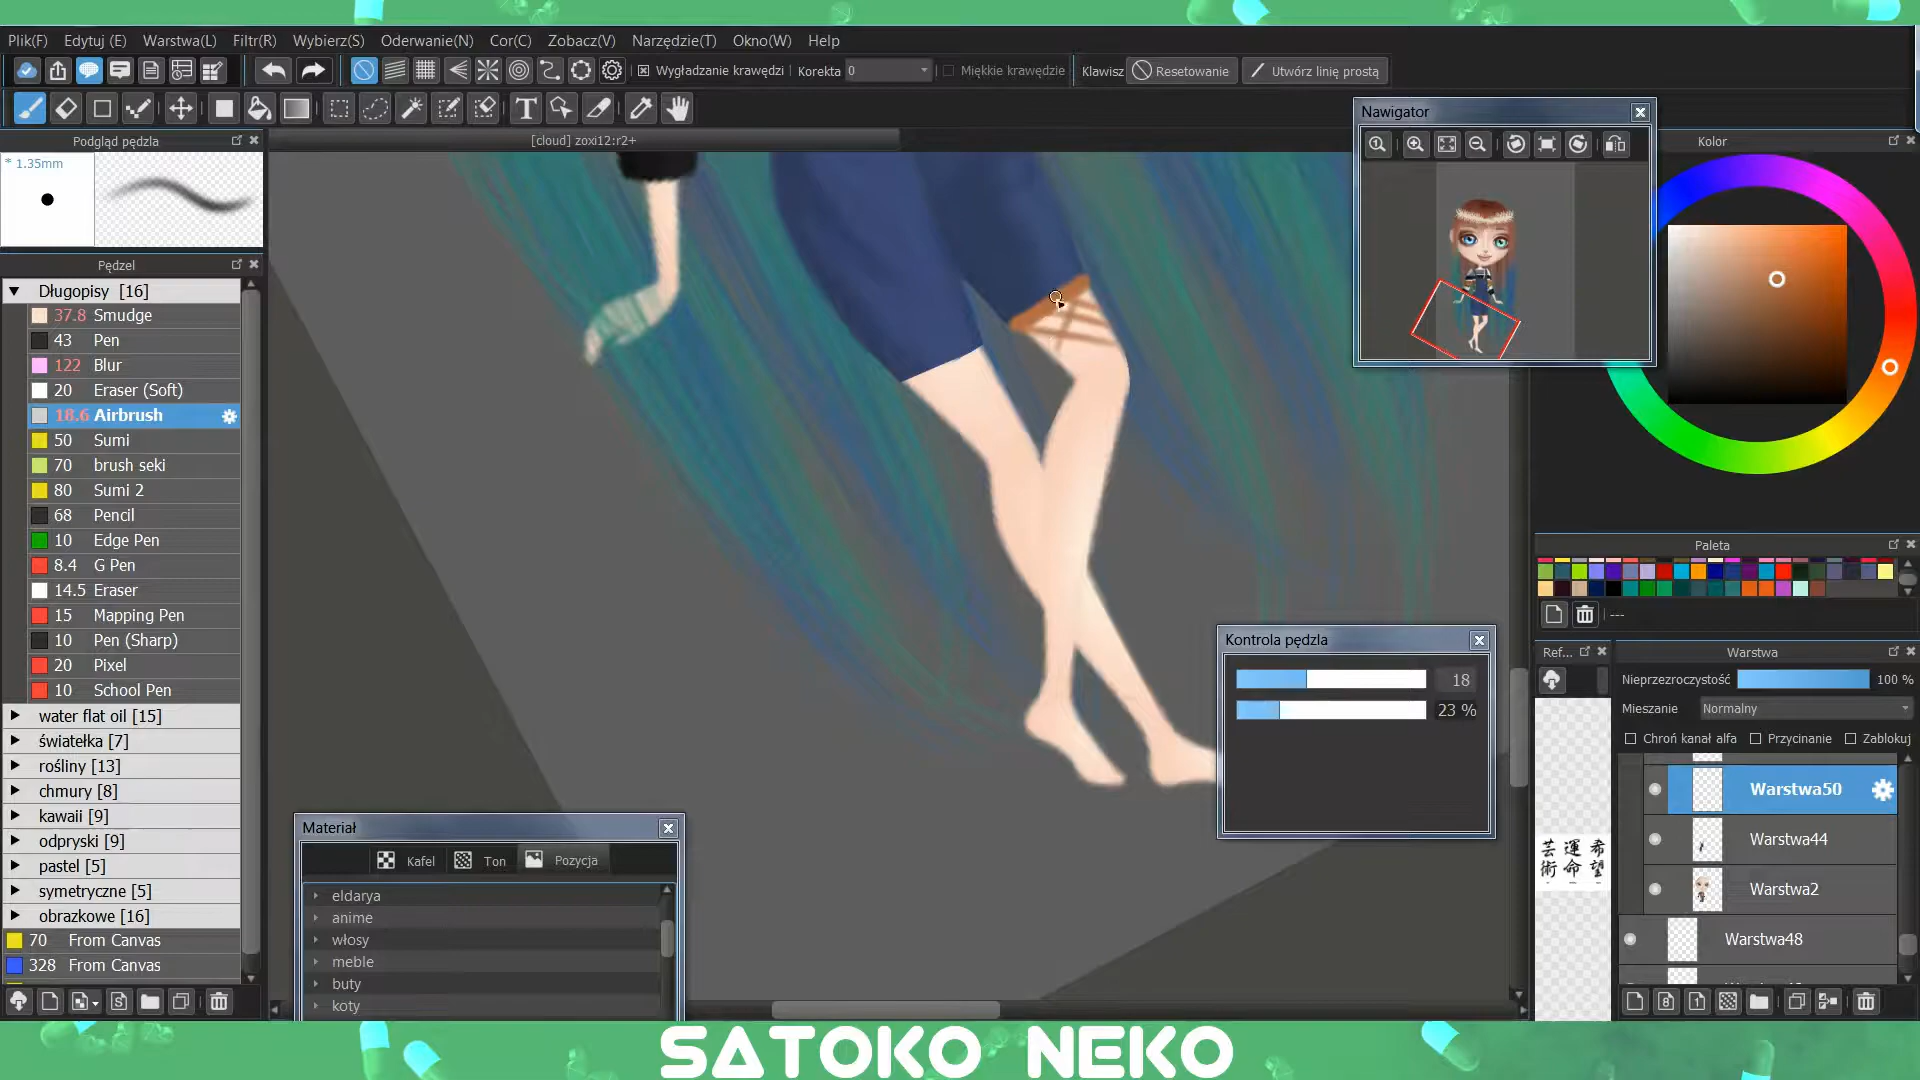 Plik(F) Edytuj (E) Warstwa(L) Filtr(R) Wybierz(S) Oderwanie(N) Cor(C) Zobacz(V) Narzędzie(T) Okno(W) Help
Wygładzanie krawędzi Korekta 0 Miękkie krawędzie Klawisz Resetowanie Utwórz linię prostą
Podgląd pędzla
[cloud] zoxi12:r2+
* 1.35mm
Pędzel
Długopisy [16]
37.8 Smudge
43 Pen
122 Blur
20 Eraser (Soft)
18.6 Airbrush
50 Sumi
70 brush seki
80 Sumi 2
68 Pencil
10 Edge Pen
8.4 G Pen
14.5 Eraser
15 Mapping Pen
10 Pen (Sharp)
20 Pixel
10 School Pen
water flat oil [15]
światełka [7]
rośliny [13]
chmury [8]
kawaii [9]
odpryski [9]
pastel [5]
symetryczne [5]
obrazkowe [16]
70 From Canvas
328 From Canvas
Materiał
Kafel Ton Pozycja
eldarya
anime
włosy
meble
buty
koty
Kontrola pędzla
18
23 %
Nawigator
Kolor
Paleta
---
Ref...
芸運希
術命望
Warstwa
Nieprzezroczystość 100 %
Mieszanie Normalny
Chroń kanał alfa Przycinanie Zablokuj
Warstwa50
Warstwa44
Warstwa2
Warstwa48
SATOKO NEKO